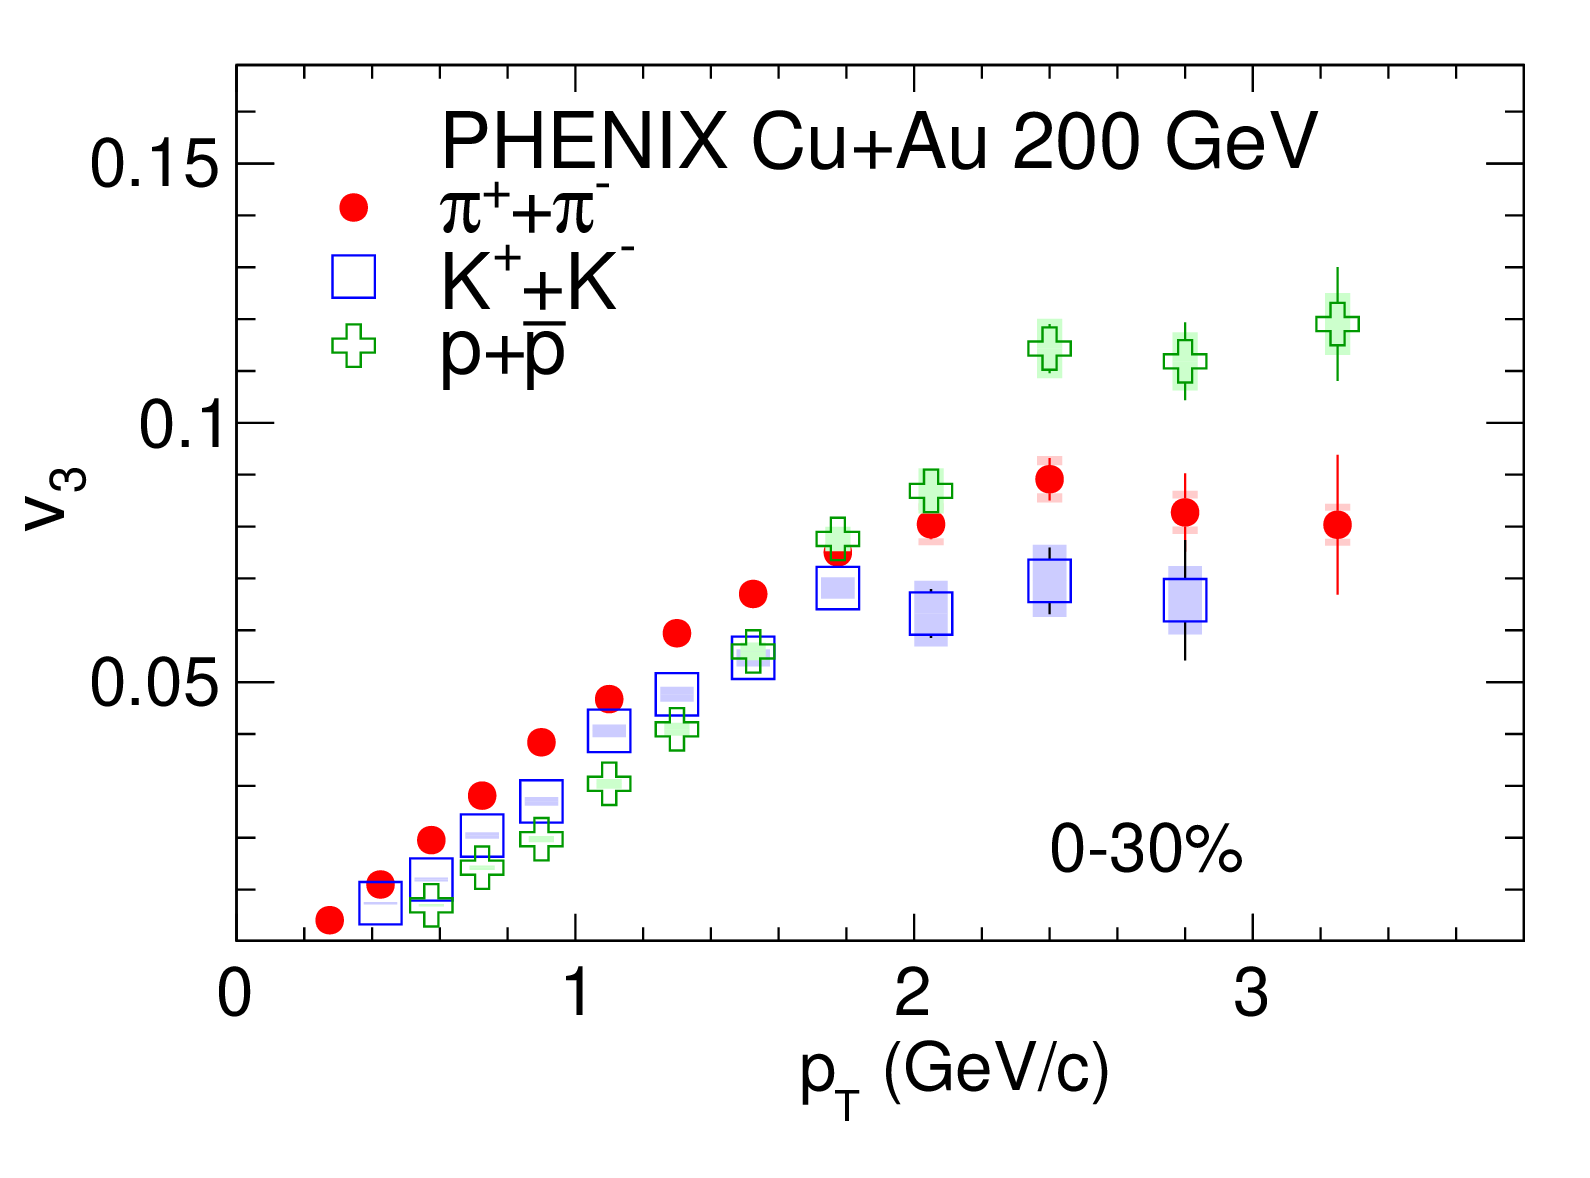 PHENIX Cu+Au 200 GeV
π⁺+π⁻
K⁺+K⁻
p+p̅
0.15
0.1
0.05
v₃
0-30%
0 1 2 3
p_T (GeV/c)